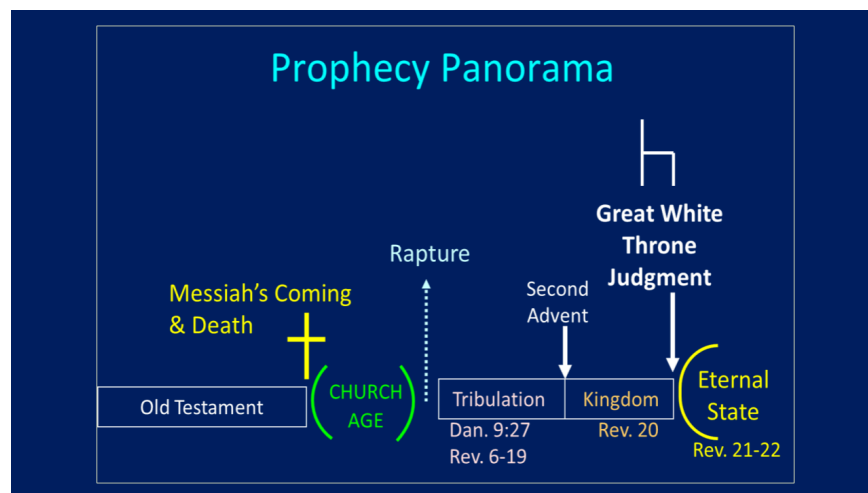 Prophecy Panorama
Great White
Throne
Judgment
Rapture
Messiah’s Coming
& Death
Second
Advent
Old Testament
CHURCH
AGE
Tribulation
Kingdom
Eternal
State
Dan. 9:27
Rev. 6-19
Rev. 20
Rev. 21-22